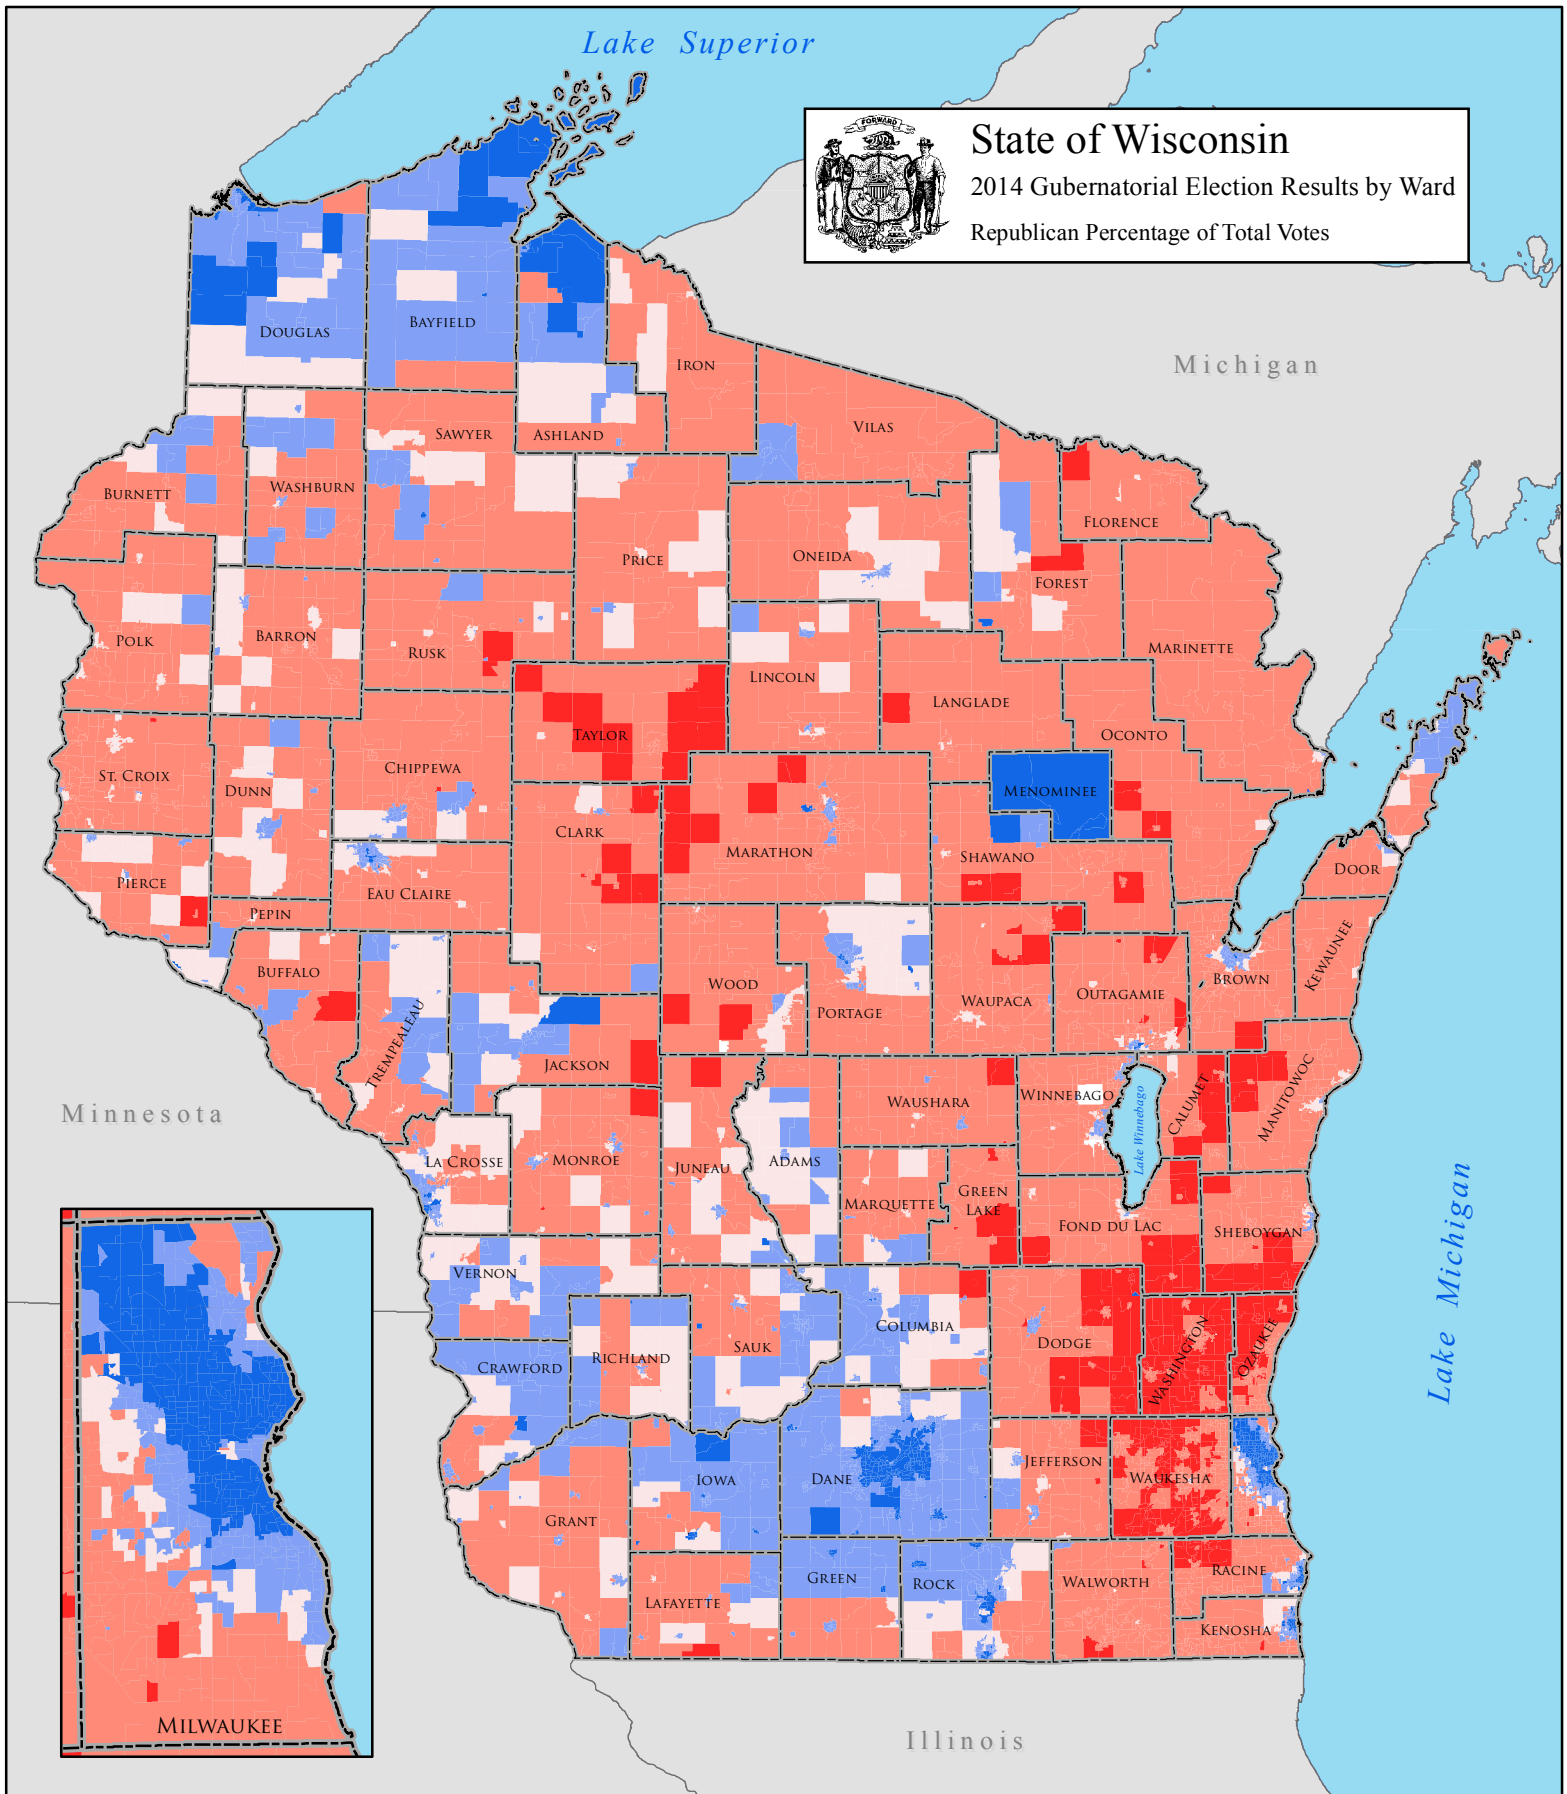 Lake Superior
FORWARD
State of Wisconsin
2014 Gubernatorial Election Results by Ward
Republican Percentage of Total Votes
Michigan
DOUGLAS
BAYFIELD
IRON
ASHLAND
SAWYER
VILAS
BURNETT
WASHBURN
FLORENCE
PRICE
ONEIDA
FOREST
POLK
BARRON
RUSK
MARINETTE
LINCOLN
LANGLADE
TAYLOR
OCONTO
ST. CROIX
DUNN
CHIPPEWA
MENOMINEE
CLARK
MARATHON
SHAWANO
DOOR
PIERCE
EAU CLAIRE
PEPIN
BUFFALO
WOOD
PORTAGE
WAUPACA
OUTAGAMIE
BROWN
KEWAUNEE
TREMPEALEAU
JACKSON
Minnesota
WAUSHARA
WINNEBAGO
Lake Winnebago
CALUMET
MANITOWOC
LA CROSSE
MONROE
JUNEAU
ADAMS
MARQUETTE
GREEN
LAKE
FOND DU LAC
SHEBOYGAN
Lake Michigan
VERNON
CRAWFORD
RICHLAND
SAUK
COLUMBIA
DODGE
WASHINGTON
OZAUKEE
IOWA
DANE
JEFFERSON
WAUKESHA
GRANT
LAFAYETTE
GREEN
ROCK
WALWORTH
RACINE
KENOSHA
MILWAUKEE
Illinois